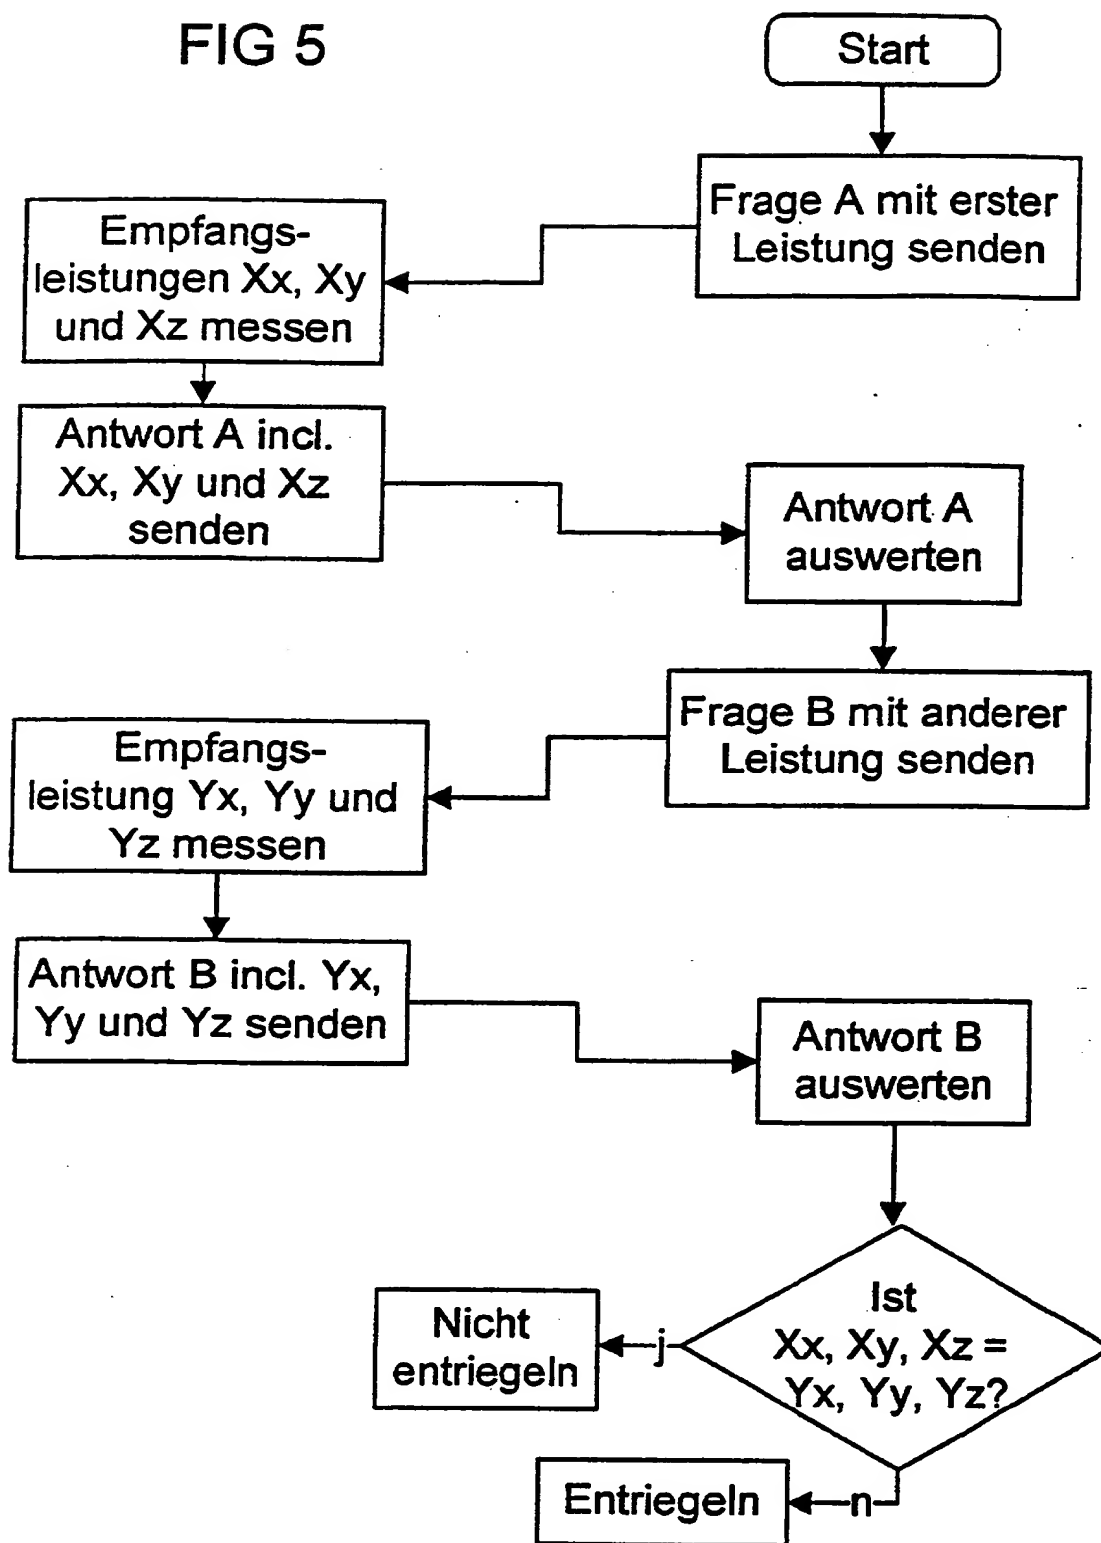 FIG 5
Start
Frage A mit erster
Leistung senden
Empfangs-
leistungen Xx, Xy
und Xz messen
Antwort A incl.
Xx, Xy und Xz
senden
Antwort A
auswerten
Frage B mit anderer
Leistung senden
Empfangs-
leistung Yx, Yy und
Yz messen
Antwort B incl. Yx,
Yy und Yz senden
Antwort B
auswerten
Ist
Xx, Xy, Xz =
Yx, Yy, Yz?
j
Nicht
entriegeln
n
Entriegeln